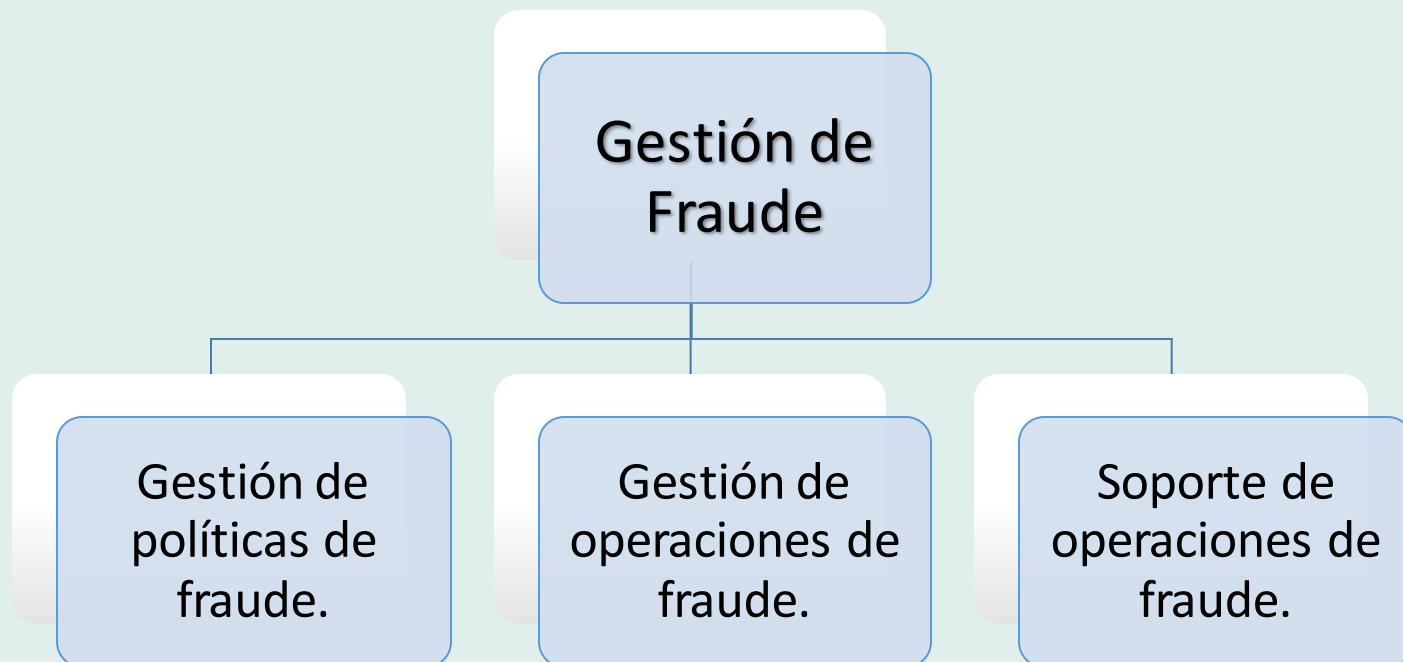 Gestión de
Fraude
Gestión de
políticas de
fraude.
Gestión de
operaciones de
fraude.
Soporte de
operaciones de
fraude.